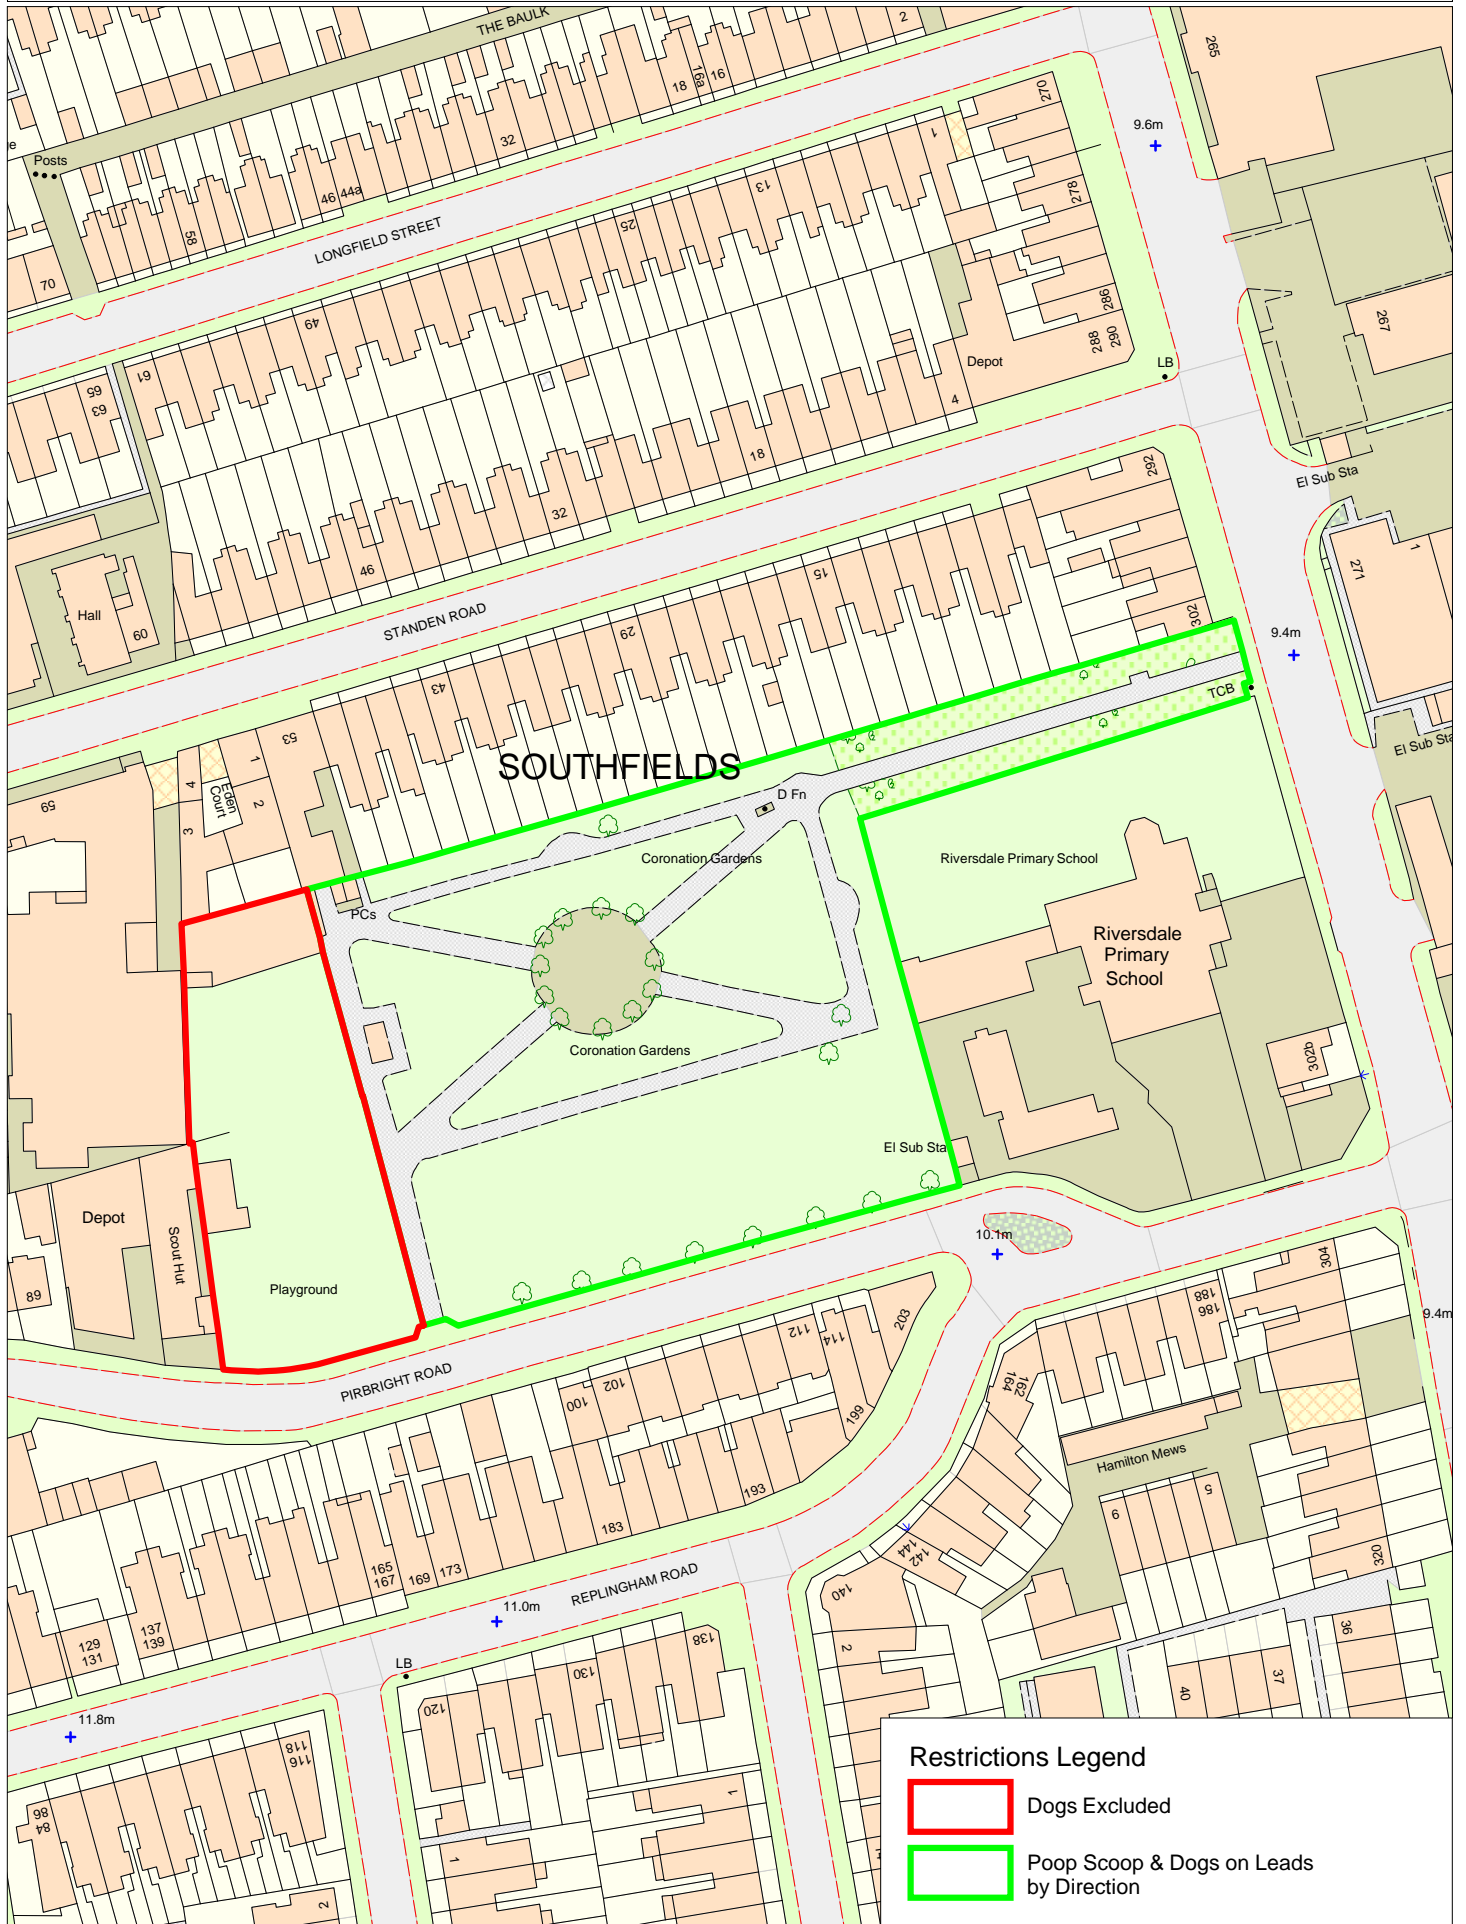 THE BAULK
2
265
18
16a
16
270
9.6m
32
Posts
1
46
44a
13
278
58
25
LONGFIELD STREET
70
49
286
267
288
290
Depot
LB
61
65
63
4
18
292
El Sub Sta
32
46
15
271
1
Hall
60
STANDEN ROAD
29
302
9.4m
43
TCB
53
El Sub Sta
SOUTHFIELDS
1
4
Eden
Court
2
59
3
D Fn
Coronation Gardens
Riversdale Primary School
PCs
Riversdale
Primary
School
Coronation Gardens
302b
El Sub Sta
Depot
Scout Hut
10.1m
304
Playground
89
188
186
9.4m
203
112
114
PIRBRIGHT ROAD
102
100
164
162
199
Hamilton Mews
193
5
9
183
144
142
320
165
167
169
173
REPLINGHAM ROAD
140
11.0m
137
139
129
131
138
2
36
LB
130
37
40
120
11.8m
118
116
86
84
1
1
2
Restrictions Legend
Dogs Excluded
Poop Scoop & Dogs on Leads
by Direction